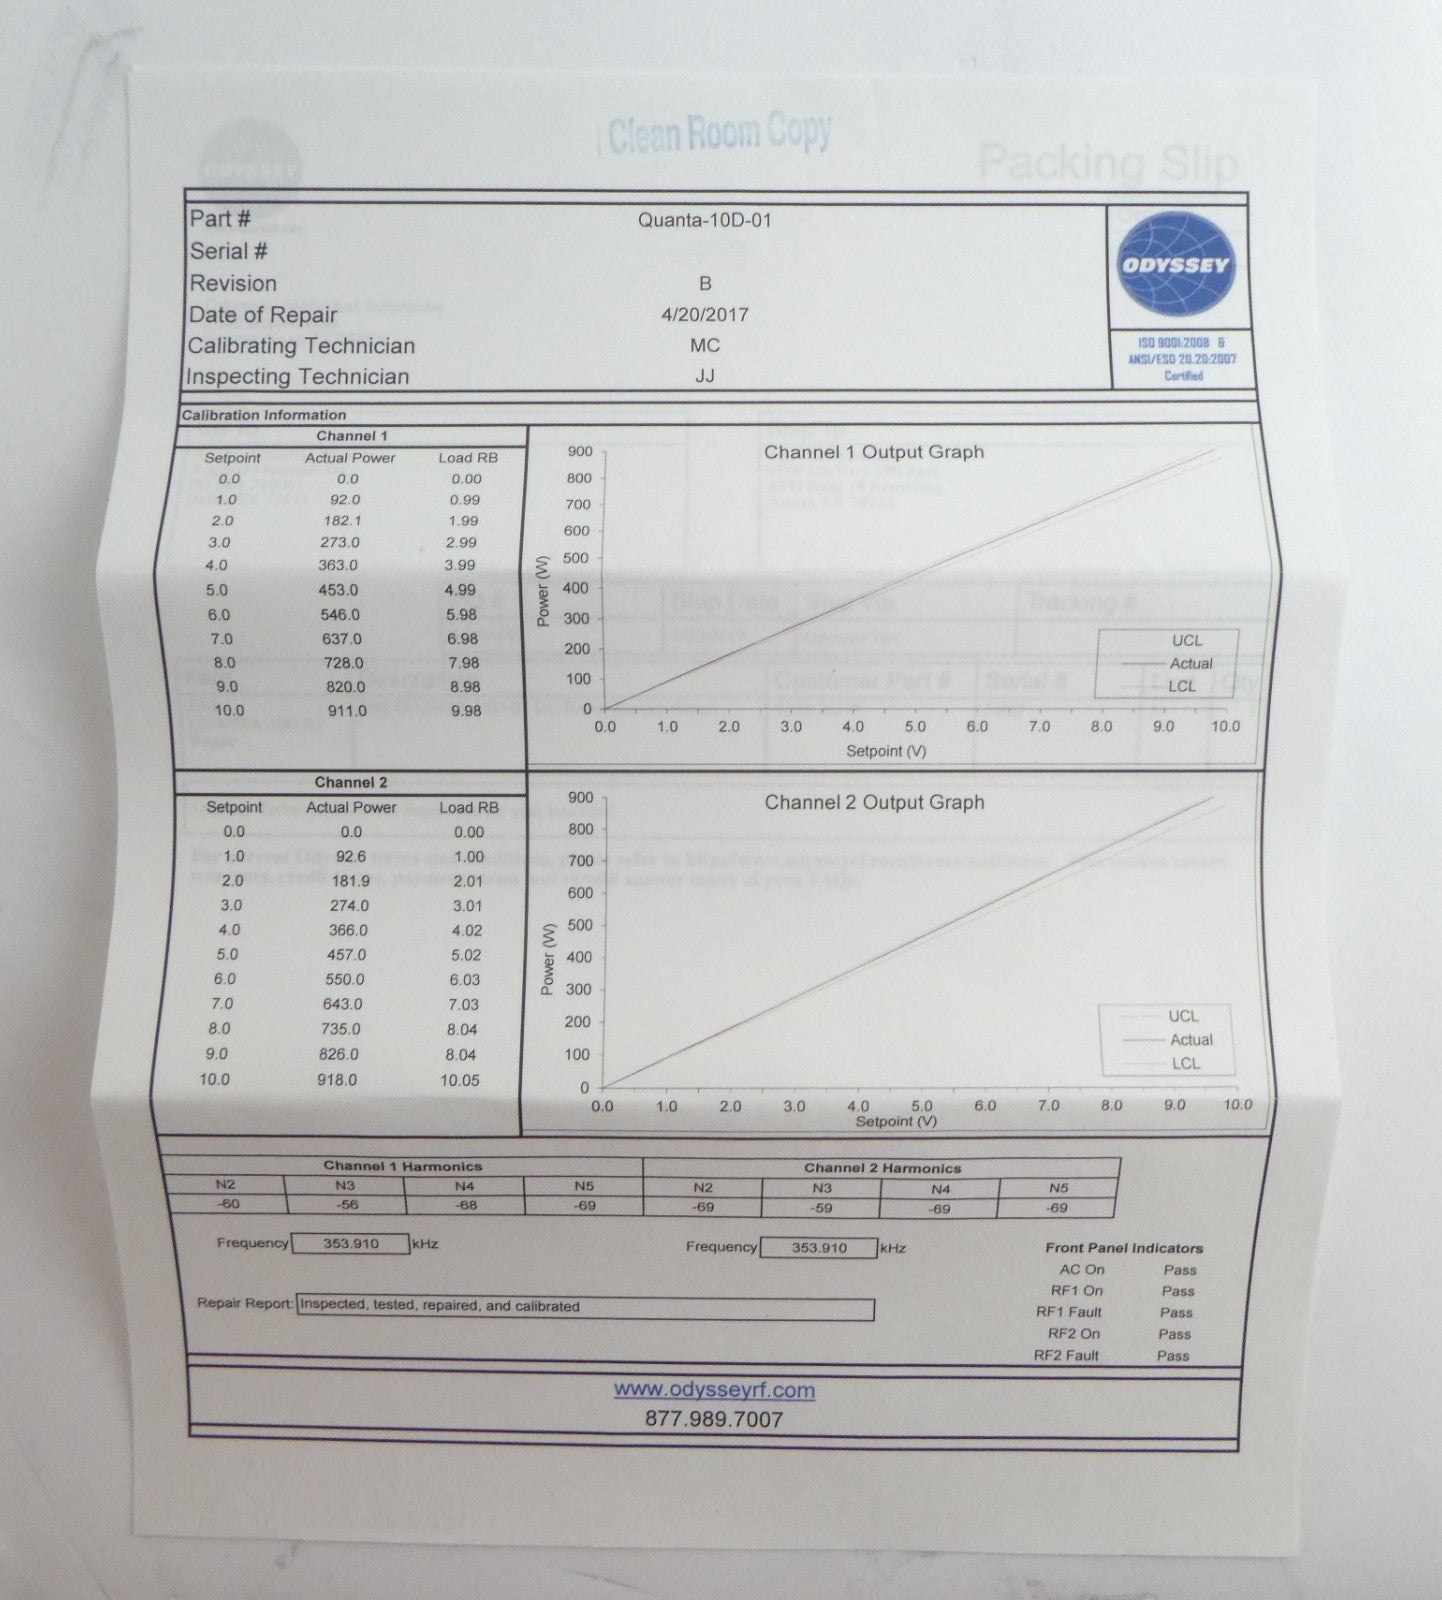 Clean Room Copy
Packing Slip
Part # Quanta-10D-01
Serial #
Revision B
Date of Repair 4/20/2017
Calibrating Technician MC
Inspecting Technician JJ
ODYSSEY
ISO 9001:2008 &
ANSI/ESD 20.20:2007
Certified
Calibration Information
Channel 1
Setpoint Actual Power Load RB
0.0 0.0 0.00
1.0 92.0 0.99
2.0 182.1 1.99
3.0 273.0 2.99
4.0 363.0 3.99
5.0 453.0 4.99
6.0 546.0 5.98
7.0 637.0 6.98
8.0 728.0 7.98
9.0 820.0 8.98
10.0 911.0 9.98
Channel 1 Output Graph
900
800
700
600
500
400
300
200
100
0
Power (W)
0.0 1.0 2.0 3.0 4.0 5.0 6.0 7.0 8.0 9.0 10.0
Setpoint (V)
UCL
Actual
LCL
Channel 2
Setpoint Actual Power Load RB
0.0 0.0 0.00
1.0 92.6 1.00
2.0 181.9 2.01
3.0 274.0 3.01
4.0 366.0 4.02
5.0 457.0 5.02
6.0 550.0 6.03
7.0 643.0 7.03
8.0 735.0 8.04
9.0 826.0 8.04
10.0 918.0 10.05
Channel 2 Output Graph
900
800
700
600
500
400
300
200
100
0
Power (W)
0.0 1.0 2.0 3.0 4.0 5.0 6.0 7.0 8.0 9.0 10.0
Setpoint (V)
UCL
Actual
LCL
Channel 1 Harmonics Channel 2 Harmonics
N2 N3 N4 N5 N2 N3 N4 N5
-60 -56 -68 -69 -69 -59 -69 -69
Frequency 353.910 kHz Frequency 353.910 kHz
Front Panel Indicators
AC On Pass
RF1 On Pass
RF1 Fault Pass
RF2 On Pass
RF2 Fault Pass
Repair Report: Inspected, tested, repaired, and calibrated
www.odysseyrf.com
877.989.7007
Ship Date
Tracking #
Customer Part # Serial #